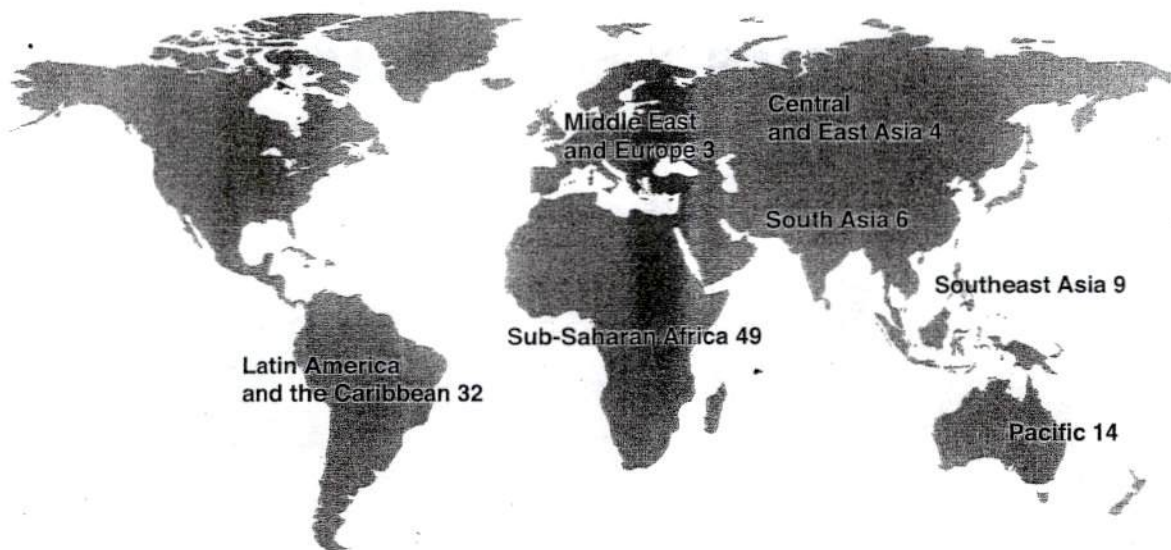 Middle East
and Europe 3
Central
and East Asia 4
South Asia 6
Southeast Asia 9
Sub-Saharan Africa 49
Latin America
and the Caribbean 32
Pacific 14